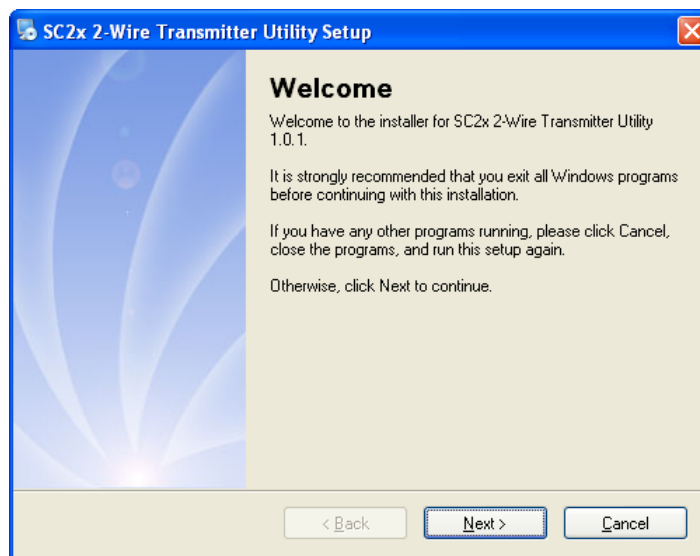 SC2x 2-Wire Transmitter Utility Setup
Welcome
Welcome to the installer for SC2x 2-Wire Transmitter Utility
1.0.1.
It is strongly recommended that you exit all Windows programs
before continuing with this installation.
If you have any other programs running, please click Cancel,
close the programs, and run this setup again.
Otherwise, click Next to continue.
< Back
Next >
Cancel